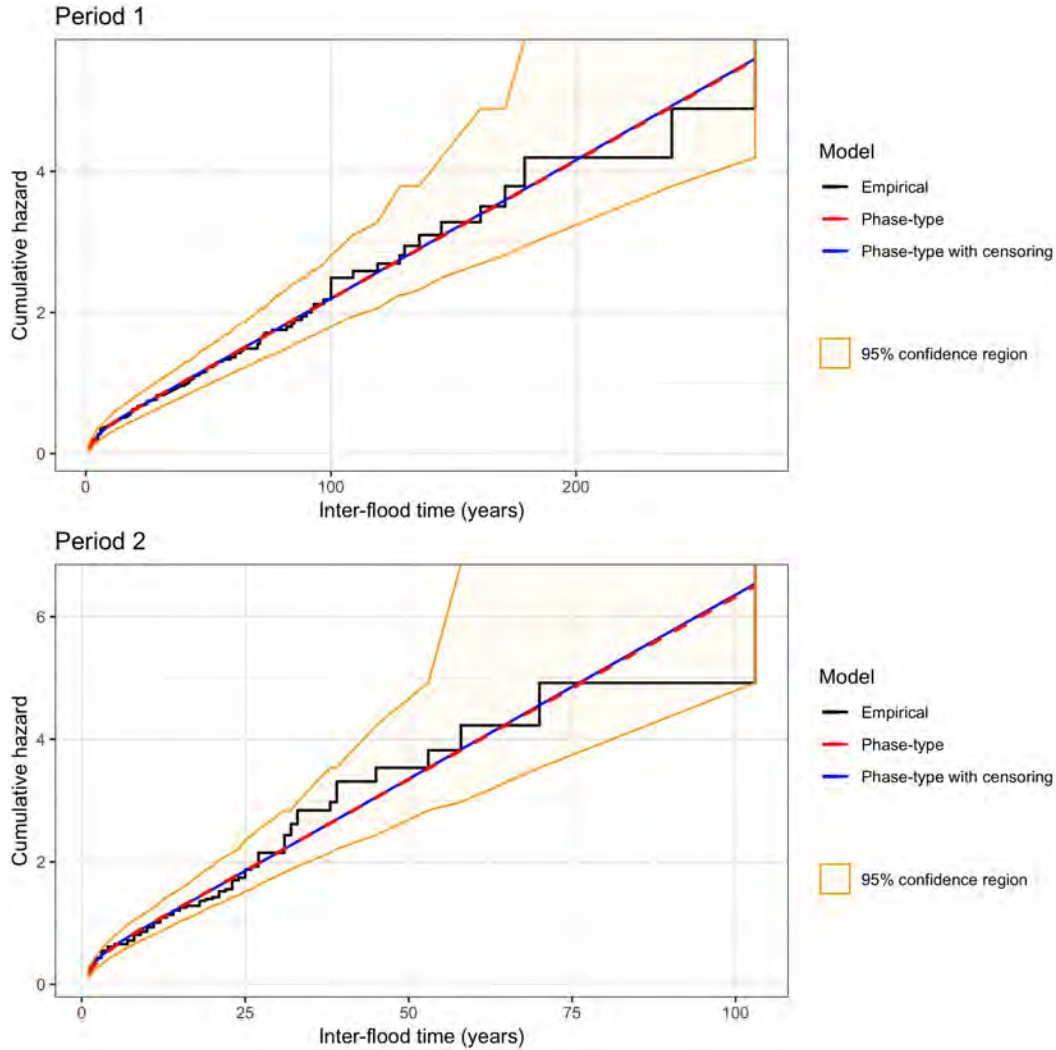 Period 1
Cumulative hazard
4
2
0
0
100
200
Inter-flood time (years)
Model
Empirical
Phase-type
Phase-type with censoring
95% confidence region
Period 2
Cumulative hazard
6
4
2
0
0
25
50
75
100
Inter-flood time (years)
Model
Empirical
Phase-type
Phase-type with censoring
95% confidence region